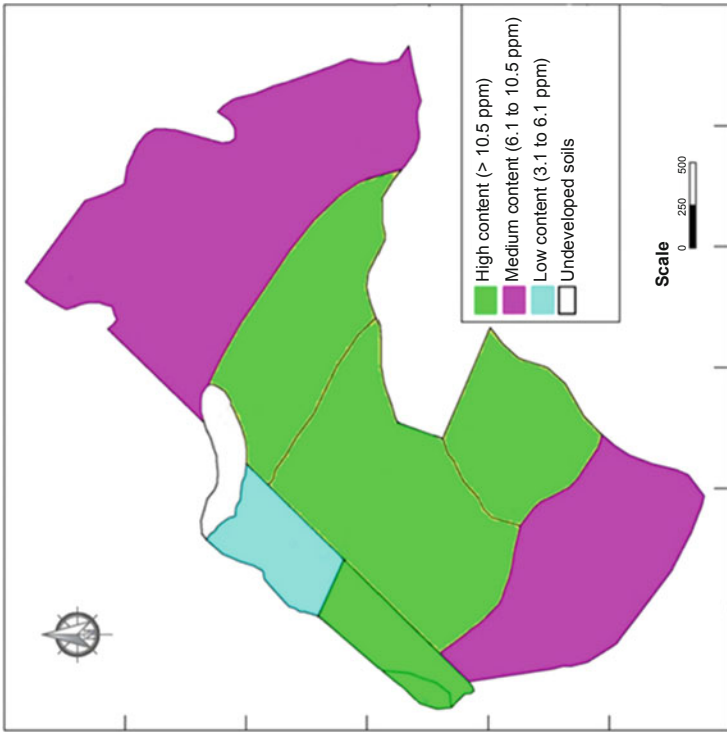 High content (> 10.5 ppm)
Medium content (6.1 to 10.5 ppm)
Low content (3.1 to 6.1 ppm)
Undeveloped soils
Scale
0 250 500